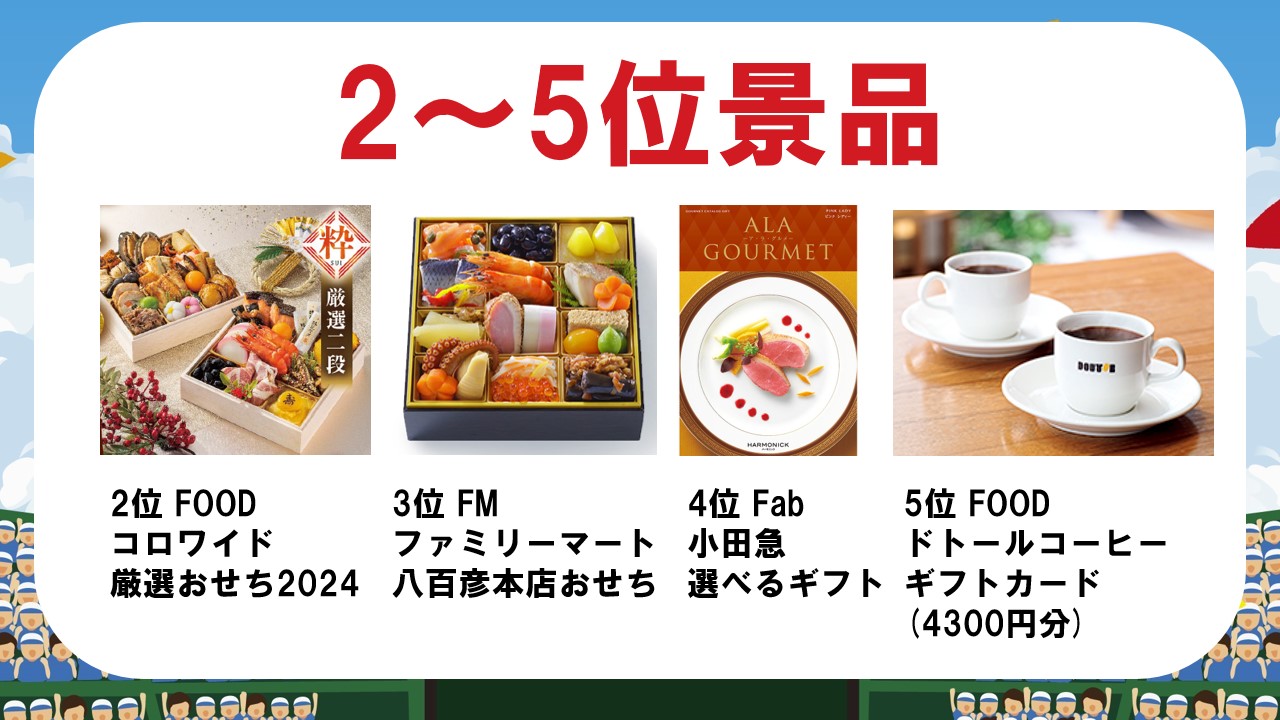 2～5位景品
粋
SUI
厳選二段
寿
ALA
GOURMET
HARMONICK
DOUTOR
2位 FOOD
コロワイド
厳選おせち2024
3位 FM
ファミリーマート
八百彦本店おせち
4位 Fab
小田急
選べるギフト
5位 FOOD
ドトールコーヒー
ギフトカード
(4300円分)